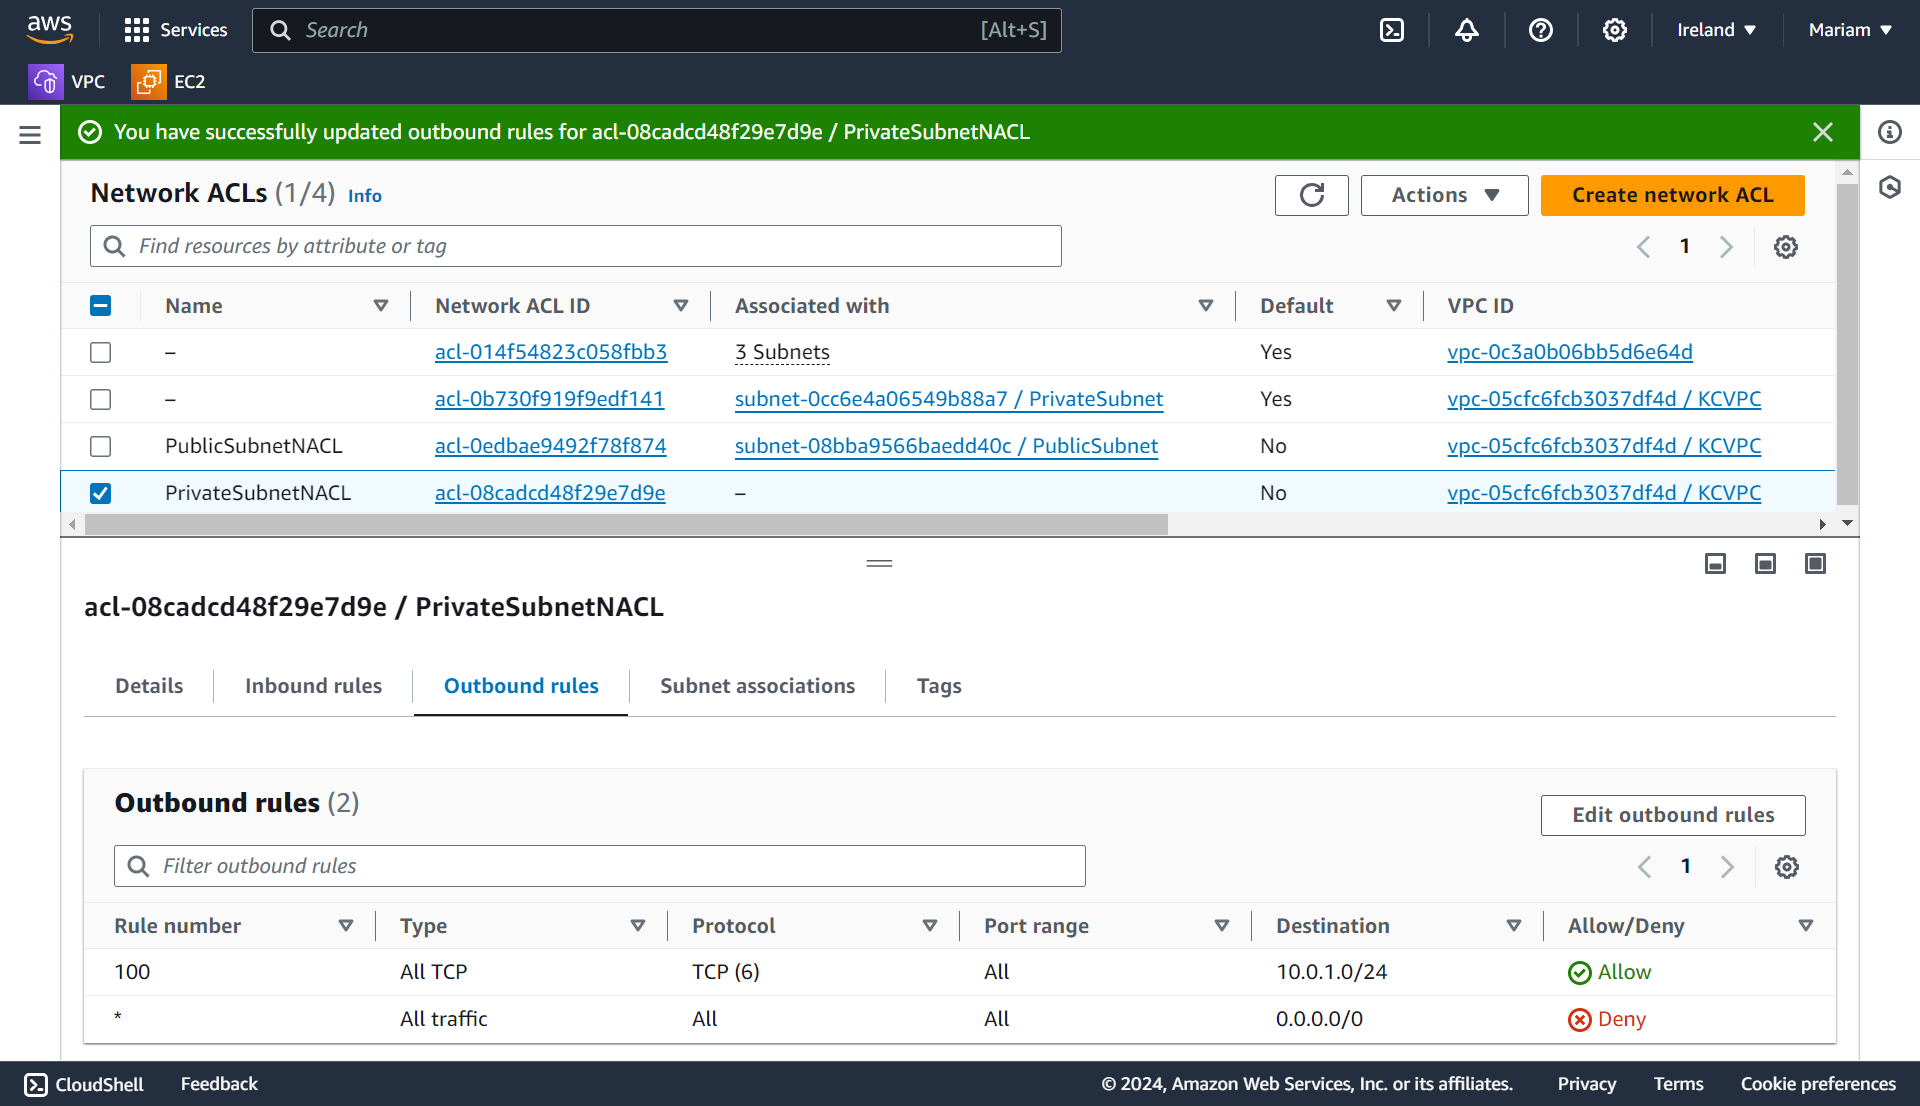 aws Services Search [Alt+S] Ireland Mariam
VPC EC2
You have successfully updated outbound rules for acl-08cadcd48f29e7d9e / PrivateSubnetNACL
Network ACLs (1/4) Info Actions Create network ACL
Find resources by attribute or tag 1
Name Network ACL ID Associated with Default VPC ID
– acl-014f54823c058fbb3 3 Subnets Yes vpc-0c3a0b06bb5d6e64d
– acl-0b730f919f9edf141 subnet-0cc6e4a06549b88a7 / PrivateSubnet Yes vpc-05cfc6fcb3037df4d / KCVPC
PublicSubnetNACL acl-0edbae9492f78f874 subnet-08bba9566baedd40c / PublicSubnet No vpc-05cfc6fcb3037df4d / KCVPC
PrivateSubnetNACL acl-08cadcd48f29e7d9e – No vpc-05cfc6fcb3037df4d / KCVPC
acl-08cadcd48f29e7d9e / PrivateSubnetNACL
Details Inbound rules Outbound rules Subnet associations Tags
Outbound rules (2) Edit outbound rules
Filter outbound rules 1
Rule number Type Protocol Port range Destination Allow/Deny
100 All TCP TCP (6) All 10.0.1.0/24 Allow
* All traffic All All 0.0.0.0/0 Deny
CloudShell Feedback © 2024, Amazon Web Services, Inc. or its affiliates. Privacy Terms Cookie preferences